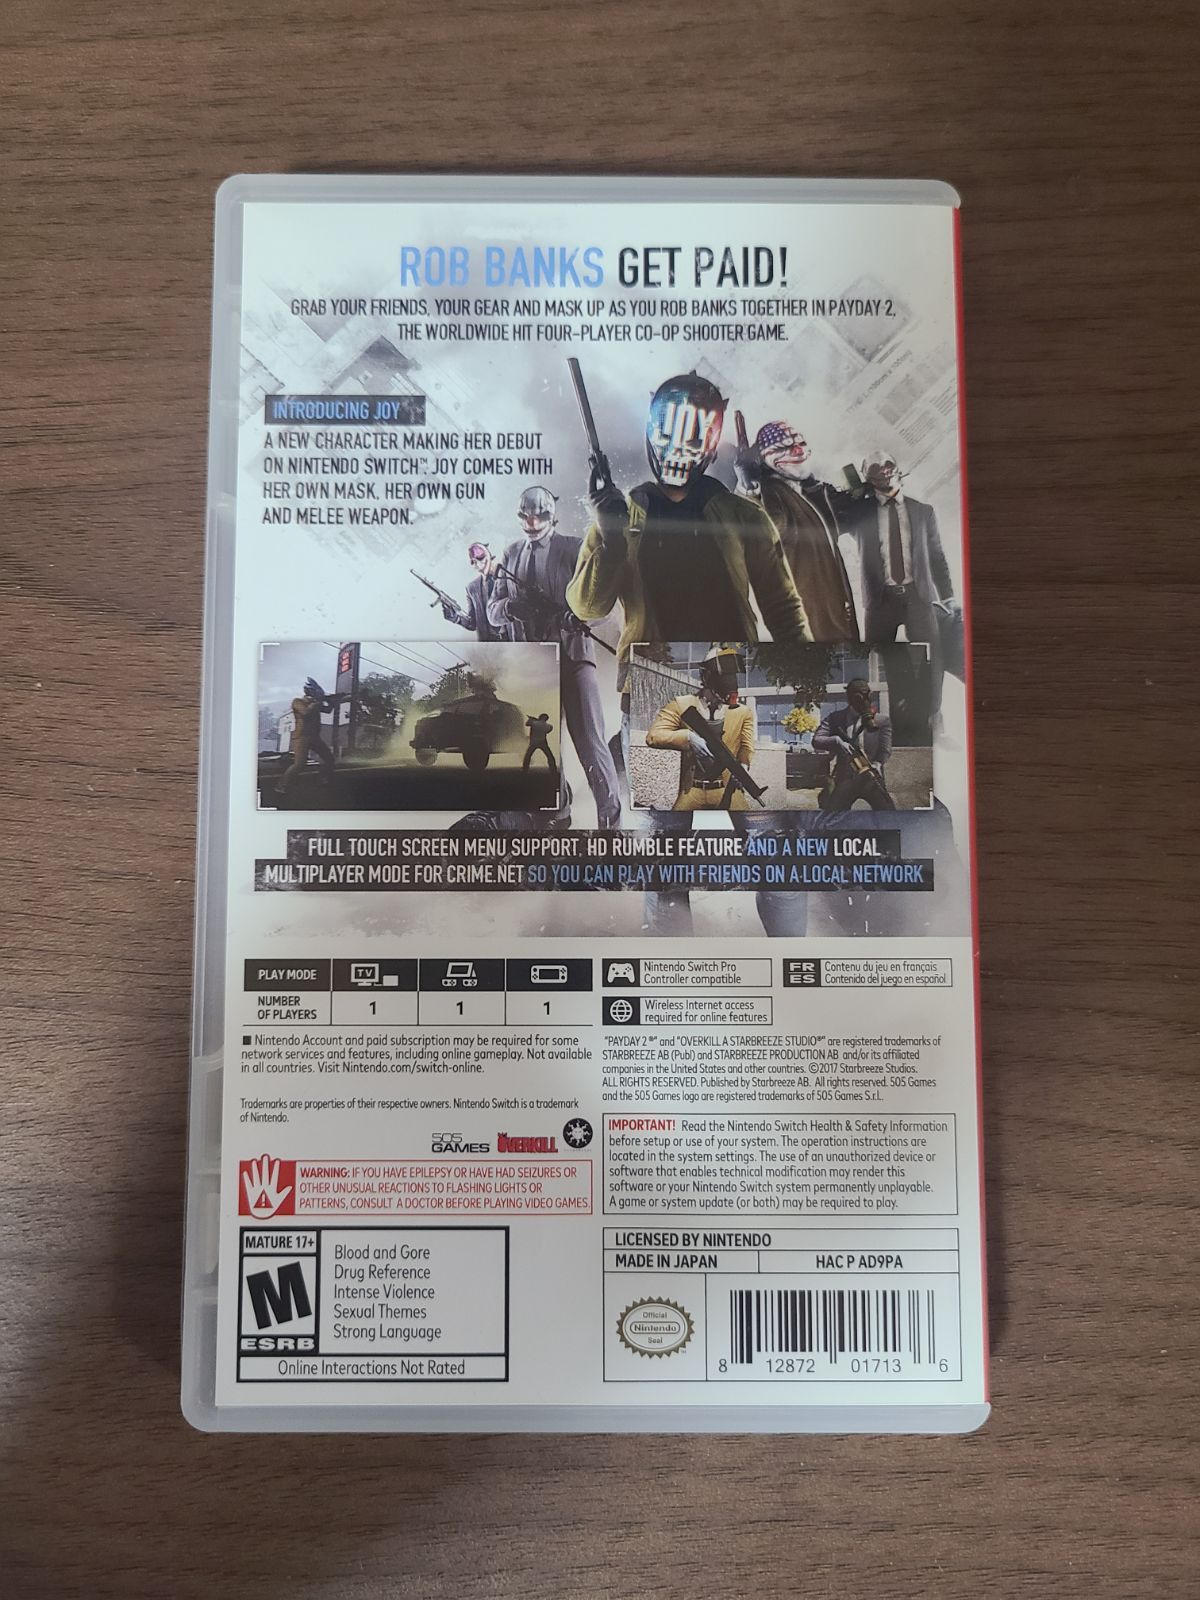 ROB BANKS GET PAID!
GRAB YOUR FRIENDS, YOUR GEAR AND MASK UP AS YOU ROB BANKS TOGETHER IN PAYDAY 2,
THE WORLDWIDE HIT FOUR-PLAYER CO-OP SHOOTER GAME.
INTRODUCING JOY
A NEW CHARACTER MAKING HER DEBUT
ON NINTENDO SWITCH™. JOY COMES WITH
HER OWN MASK, HER OWN GUN
AND MELEE WEAPON.
JOY
FULL TOUCH SCREEN MENU SUPPORT, HD RUMBLE FEATURE AND A NEW LOCAL
MULTIPLAYER MODE FOR CRIME.NET SO YOU CAN PLAY WITH FRIENDS ON A LOCAL NETWORK
PLAY MODE
TV
NUMBER
OF PLAYERS
1
1
1
Nintendo Switch Pro
Controller compatible
FR
ES
Contenu du jeu en français
Contenido del juego en español
Wireless Internet access
required for online features
■ Nintendo Account and paid subscription may be required for some
network services and features, including online gameplay. Not available
in all countries. Visit Nintendo.com/switch-online.
Trademarks are properties of their respective owners. Nintendo Switch is a trademark
of Nintendo.
"PAYDAY 2 ®" and "OVERKILL A STARBREEZE STUDIO®" are registered trademarks of
STARBREEZE AB (Publ) and STARBREEZE PRODUCTION AB and/or its affiliated
companies in the United States and other countries. ©2017 Starbreeze Studios.
ALL RIGHTS RESERVED. Published by Starbreeze AB. All rights reserved. 505 Games
and the 505 Games logo are registered trademarks of 505 Games S.r.l.
505
GAMES
OVERKILL
WARNING: IF YOU HAVE EPILEPSY OR HAVE HAD SEIZURES OR
OTHER UNUSUAL REACTIONS TO FLASHING LIGHTS OR
PATTERNS, CONSULT A DOCTOR BEFORE PLAYING VIDEO GAMES.
IMPORTANT! Read the Nintendo Switch Health & Safety Information
before setup or use of your system. The operation instructions are
located in the system settings. The use of an unauthorized device or
software that enables technical modification may render this
software or your Nintendo Switch system permanently unplayable.
A game or system update (or both) may be required to play.
MATURE 17+
M
ESRB
Blood and Gore
Drug Reference
Intense Violence
Sexual Themes
Strong Language
Online Interactions Not Rated
LICENSED BY NINTENDO
MADE IN JAPAN
HAC P AD9PA
Official
Nintendo
Seal
8 12872 01713 6